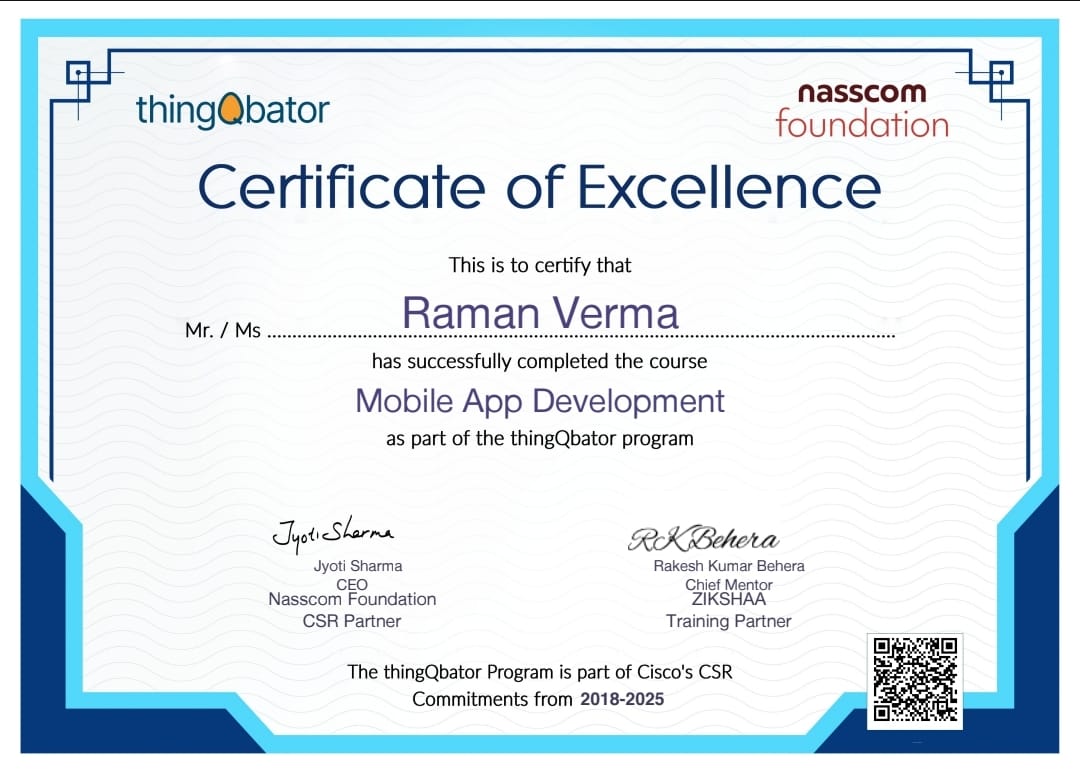 thingQbator
nasscom
foundation
Certificate of Excellence
This is to certify that
Mr. / Ms Raman Verma
has successfully completed the course
Mobile App Development
as part of the thingQbator program
Jyoti Sharma
Jyoti Sharma
CEO
Nasscom Foundation
CSR Partner
RKBehera
Rakesh Kumar Behera
Chief Mentor
ZIKSHAA
Training Partner
The thingQbator Program is part of Cisco's CSR
Commitments from 2018-2025